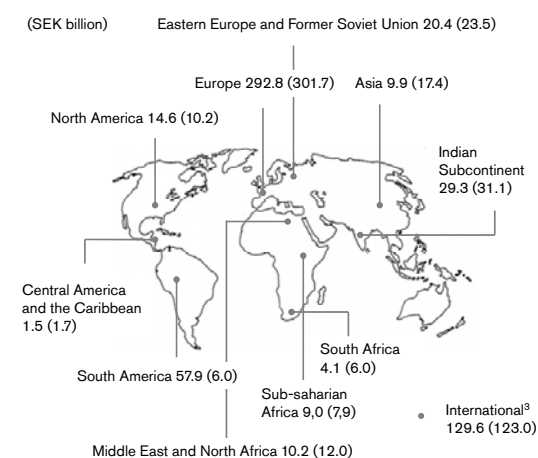 (SEK billion)
Eastern Europe and Former Soviet Union 20.4 (23.5)
Europe 292.8 (301.7)
Asia 9.9 (17.4)
North America 14.6 (10.2)
Indian
Subcontinent
29.3 (31.1)
Central America
and the Caribbean
1.5 (1.7)
South Africa
4.1 (6.0)
South America 57.9 (6.0)
Sub-saharian
Africa 9,0 (7,9)
International3
129.6 (123.0)
Middle East and North Africa 10.2 (12.0)